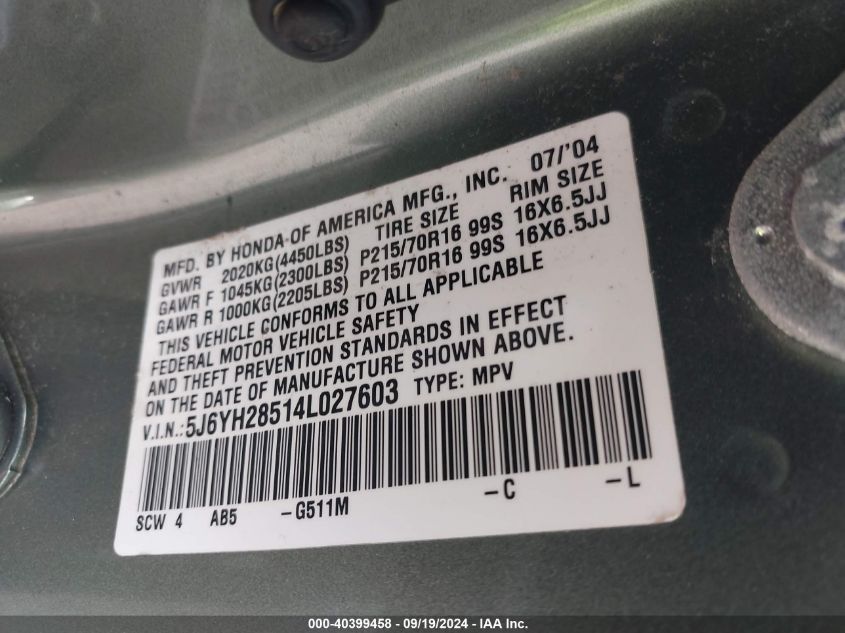 MFD. BY HONDA OF AMERICA MFG., INC. 07/'04
GVWR 2020KG(4450LBS) TIRE SIZE RIM SIZE
GAWR F 1045KG(2300LBS) P215/70R16 99S 16X6.5JJ
GAWR R 1000KG(2205LBS) P215/70R16 99S 16X6.5JJ
THIS VEHICLE CONFORMS TO ALL APPLICABLE
FEDERAL MOTOR VEHICLE SAFETY
AND THEFT PREVENTION STANDARDS IN EFFECT
ON THE DATE OF MANUFACTURE SHOWN ABOVE.
V.I.N.:5J6YH28514L027603 TYPE: MPV
SCW 4 AB5 -G511M -C -L
000-40399458 - 09/19/2024 - IAA Inc.